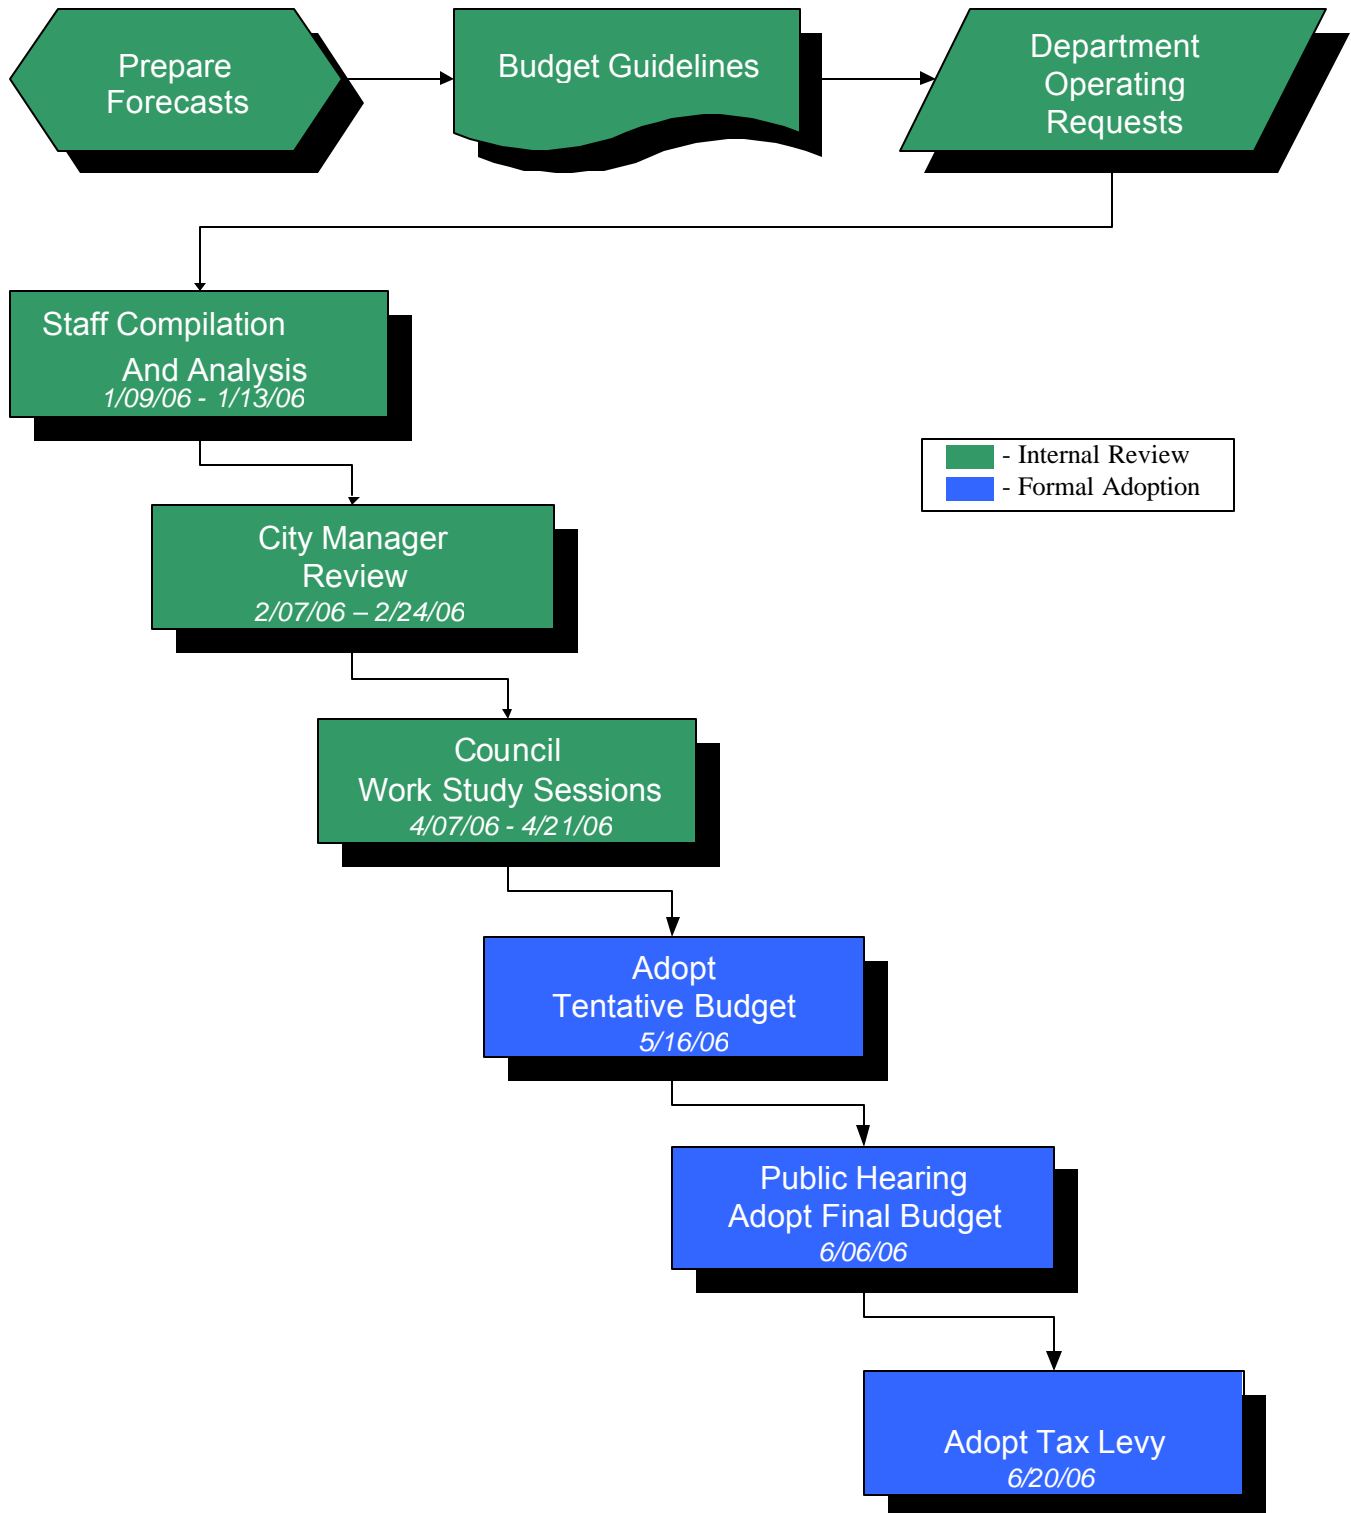 Prepare
Forecasts
Budget Guidelines
Department
Operating
Requests
Staff Compilation
And Analysis
1/09/06 - 1/13/06
- Internal Review
- Formal Adoption
City Manager
Review
2/07/06 – 2/24/06
Council
Work Study Sessions
4/07/06 - 4/21/06
Adopt
Tentative Budget
5/16/06
Public Hearing
Adopt Final Budget
6/06/06
Adopt Tax Levy
6/20/06